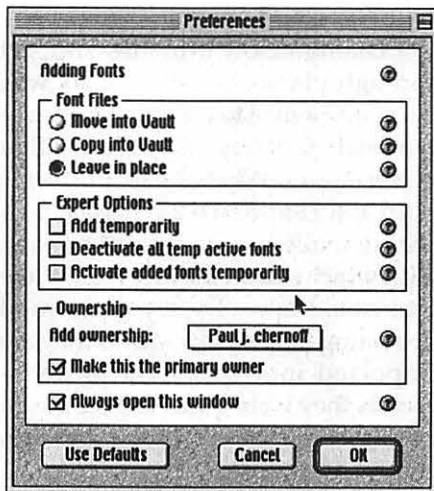 Preferences
Adding Fonts
Font Files
Move into Vault
Copy into Vault
Leave in place
Expert Options
Add temporarily
Deactivate all temp active fonts
Activate added fonts temporarily
Ownership
Add ownership: Paul j. chernoff
Make this the primary owner
Always open this window
Use Defaults Cancel OK